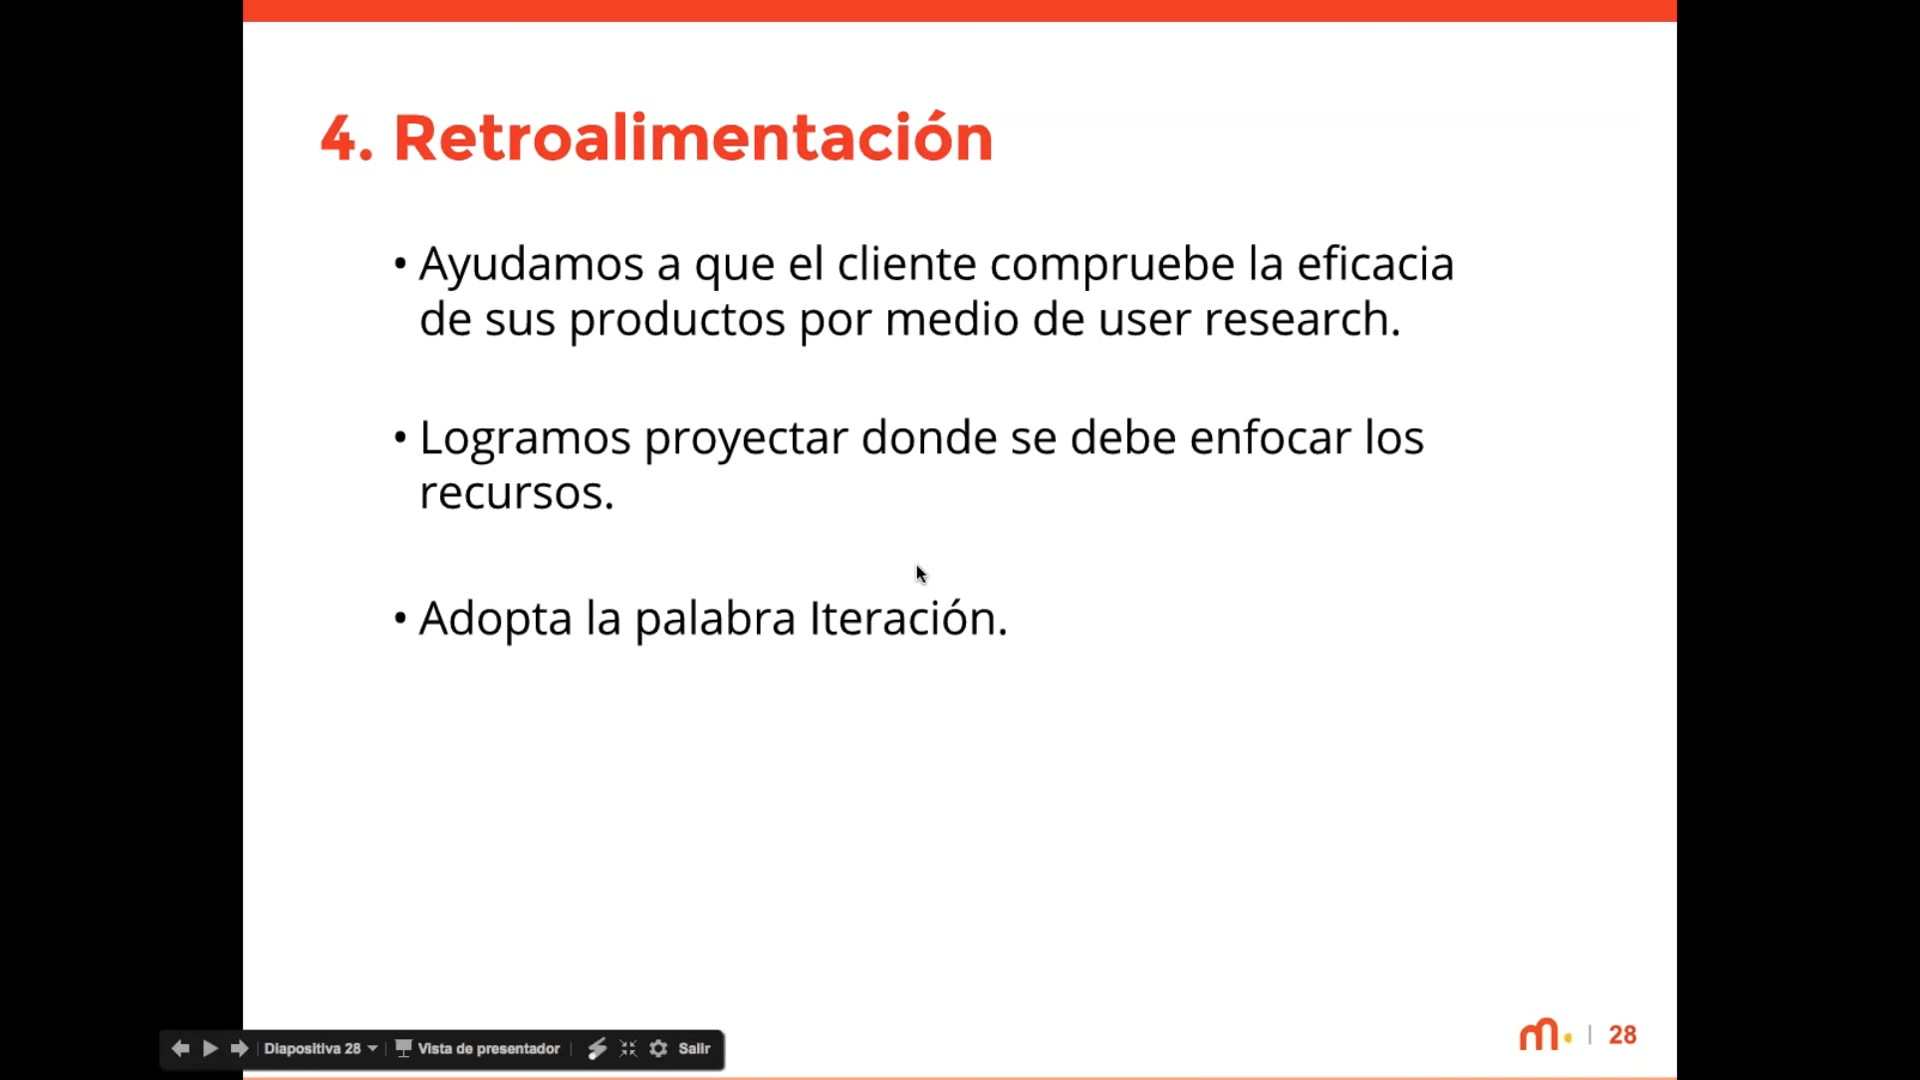 4. Retroalimentación
• Ayudamos a que el cliente compruebe la eficacia
de sus productos por medio de user research.
• Logramos proyectar donde se debe enfocar los
recursos.
• Adopta la palabra Iteración.
m. | 28
Diapositiva 28 Vista de presentador Salir